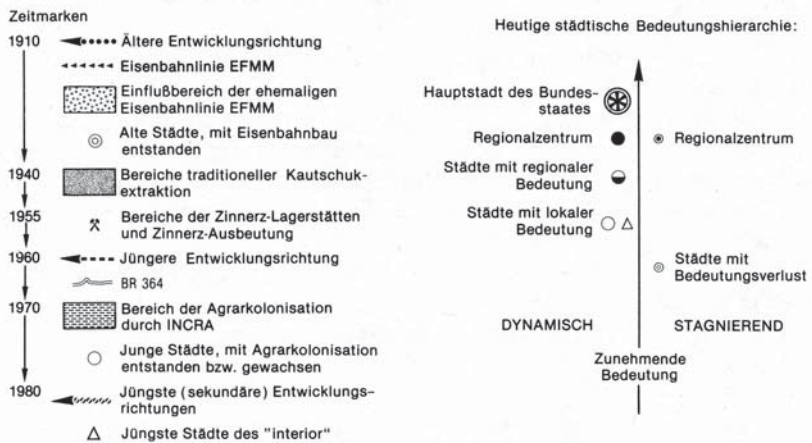 Zeitmarken
1910
Ältere Entwicklungsrichtung
Eisenbahnlinie EFMM
Einflußbereich der ehemaligen
Eisenbahnlinie EFMM
Alte Städte, mit Eisenbahnbau
entstanden
1940
Bereiche traditioneller Kautschuk-
extraktion
1955
Bereiche der Zinnerz-Lagerstätten
und Zinnerz-Ausbeutung
1960
Jüngere Entwicklungsrichtung
BR 364
1970
Bereich der Agrarkolonisation
durch INCRA
Junge Städte, mit Agrarkolonisation
entstanden bzw. gewachsen
1980
Jüngste (sekundäre) Entwicklungs-
richtungen
Jüngste Städte des "interior"
Heutige städtische Bedeutungshierarchie:
Hauptstadt des Bundes-
staates
Regionalzentrum
Regionalzentrum
Städte mit regionaler
Bedeutung
Städte mit lokaler
Bedeutung
Städte mit
Bedeutungsverlust
DYNAMISCH
STAGNIEREND
Zunehmende
Bedeutung